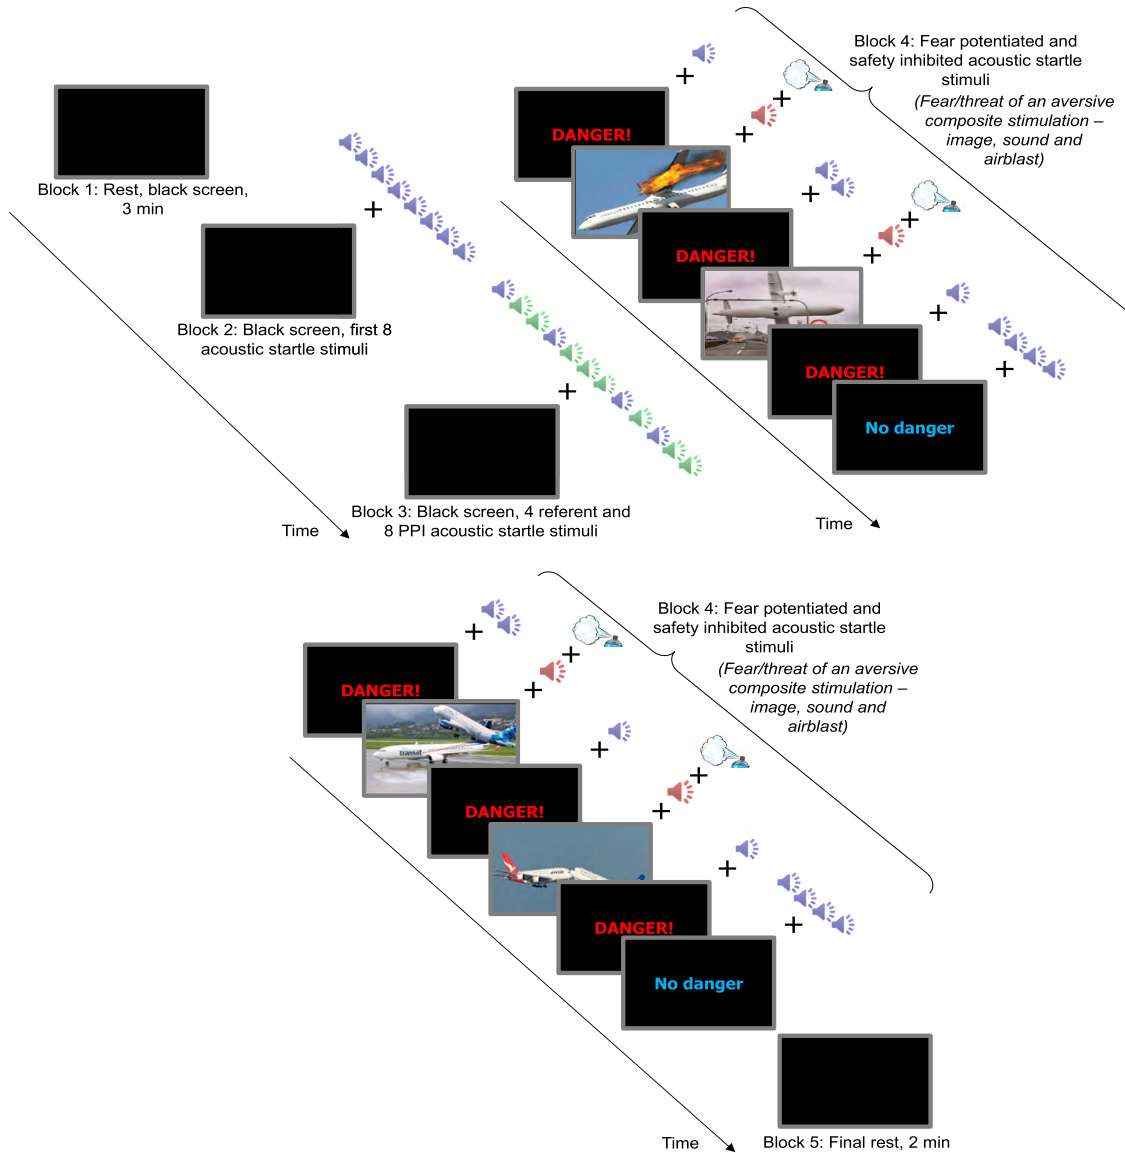 Block 1: Rest, black screen,
3 min
Block 2: Black screen, first 8
acoustic startle stimuli
Block 3: Black screen, 4 referent and
8 PPI acoustic startle stimuli
Time
Block 4: Fear potentiated and
safety inhibited acoustic startle
stimuli
(Fear/threat of an aversive
composite stimulation –
image, sound and
airblast)
DANGER!
DANGER!
DANGER!
No danger
Time
Block 4: Fear potentiated and
safety inhibited acoustic startle
stimuli
(Fear/threat of an aversive
composite stimulation –
image, sound and
airblast)
DANGER!
transat
DANGER!
DANGER!
No danger
Time
Block 5: Final rest, 2 min